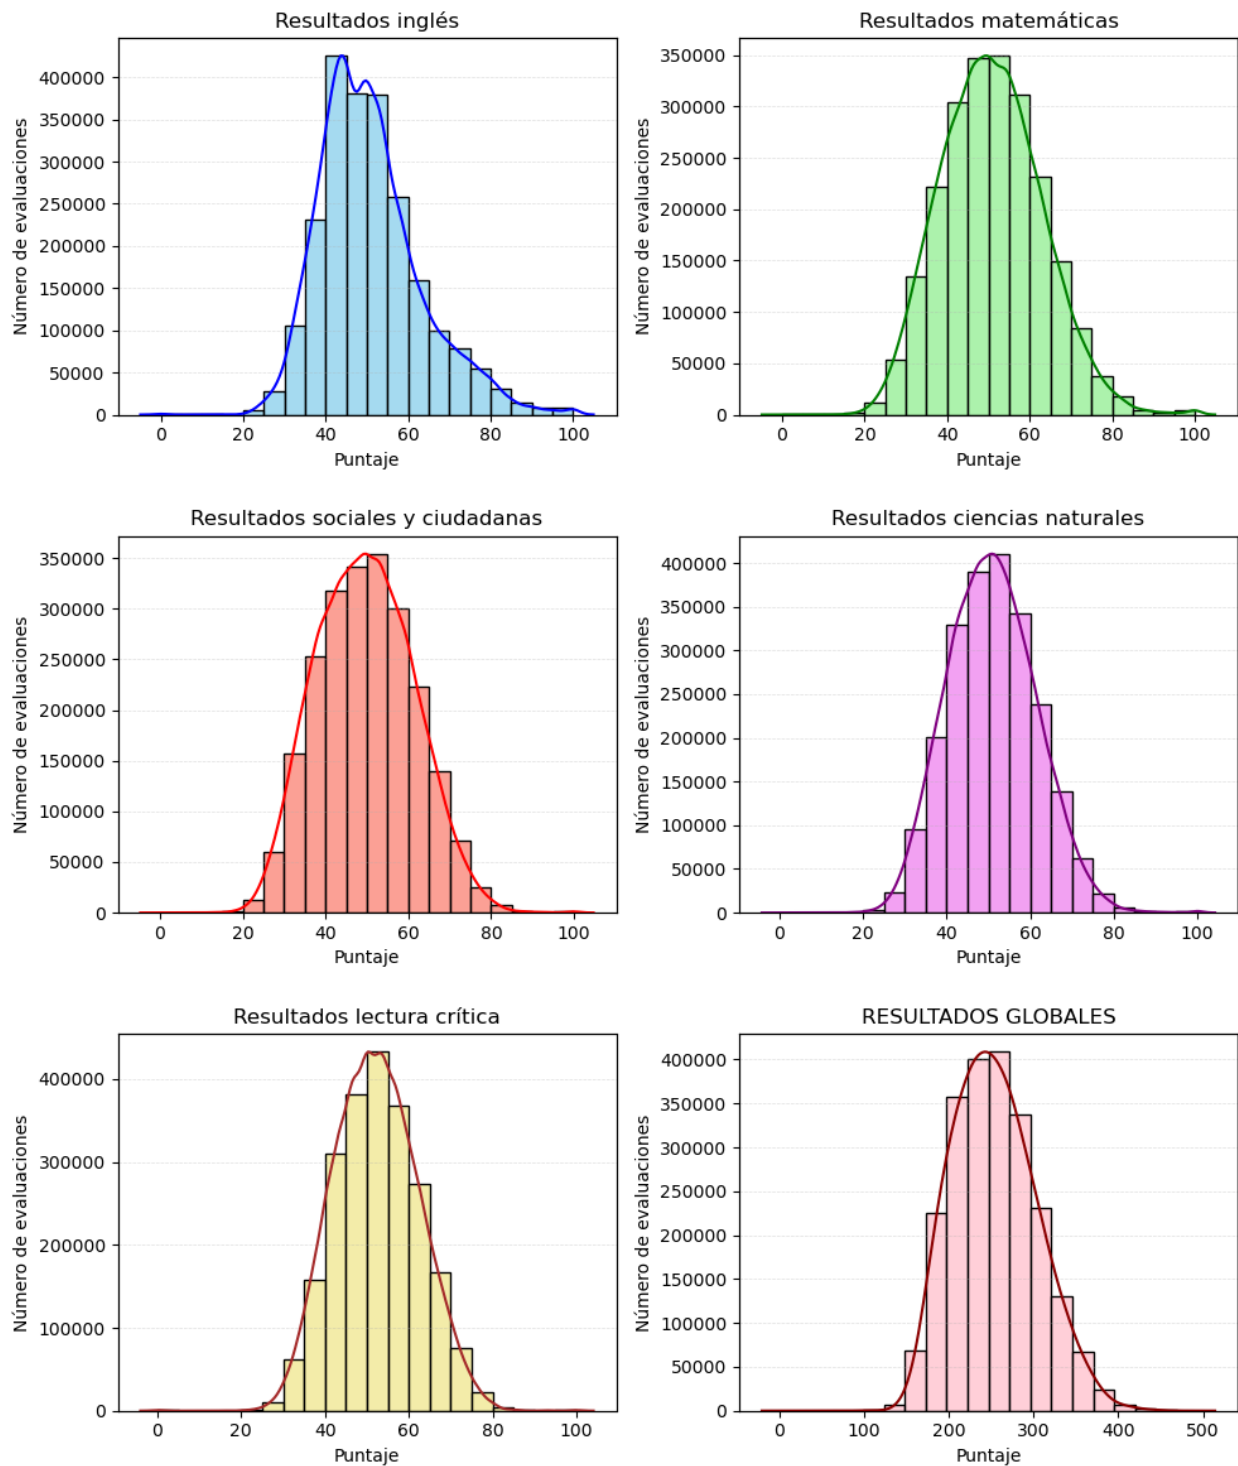 Resultados inglés
Número de evaluaciones
400000
350000
300000
250000
200000
150000
100000
50000
0
0 20 40 60 80 100
Puntaje
Resultados matemáticas
Número de evaluaciones
350000
300000
250000
200000
150000
100000
50000
0
0 20 40 60 80 100
Puntaje
Resultados sociales y ciudadanas
Número de evaluaciones
350000
300000
250000
200000
150000
100000
50000
0
0 20 40 60 80 100
Puntaje
Resultados ciencias naturales
Número de evaluaciones
400000
350000
300000
250000
200000
150000
100000
50000
0
0 20 40 60 80 100
Puntaje
Resultados lectura crítica
Número de evaluaciones
400000
300000
200000
100000
0
0 20 40 60 80 100
Puntaje
RESULTADOS GLOBALES
Número de evaluaciones
400000
350000
300000
250000
200000
150000
100000
50000
0
0 100 200 300 400 500
Puntaje